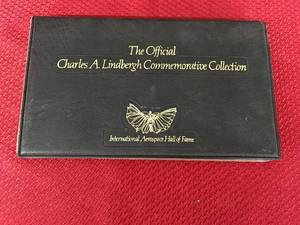 The Official
Charles A. Lindbergh Commemorative Collection
International Aerospace Hall of Fame